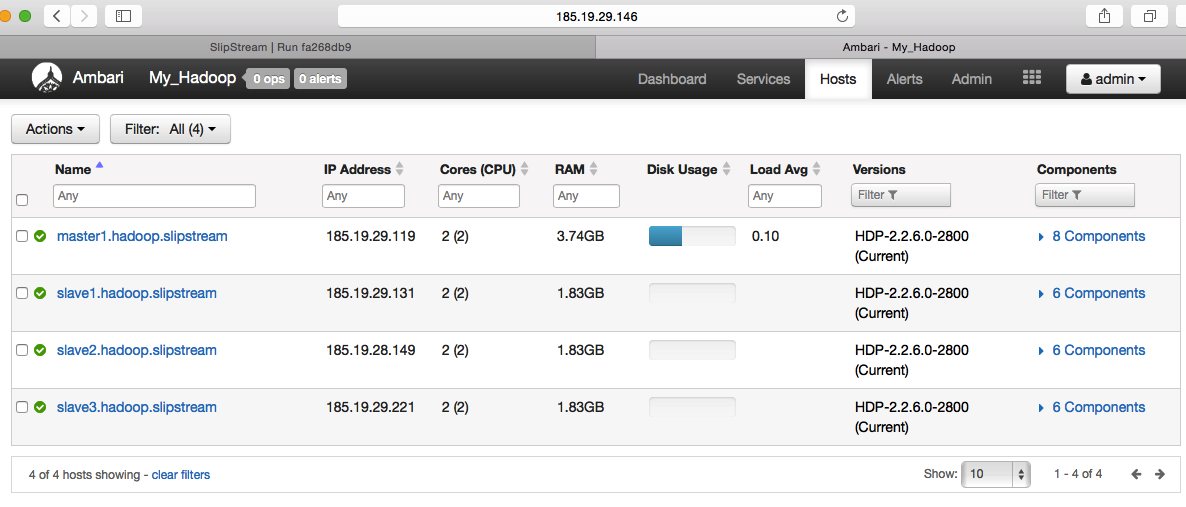 185.19.29.146
SlipStream | Run fa268db9
Ambari - My_Hadoop
Ambari My_Hadoop 0 ops 0 alerts Dashboard Services Hosts Alerts Admin admin
Actions Filter: All (4)
Name IP Address Cores (CPU) RAM Disk Usage Load Avg Versions Components
Any Any Any Any Any Filter Filter
master1.hadoop.slipstream 185.19.29.119 2 (2) 3.74GB 0.10 HDP-2.2.6.0-2800 8 Components
(Current)
slave1.hadoop.slipstream 185.19.29.131 2 (2) 1.83GB HDP-2.2.6.0-2800 6 Components
(Current)
slave2.hadoop.slipstream 185.19.28.149 2 (2) 1.83GB HDP-2.2.6.0-2800 6 Components
(Current)
slave3.hadoop.slipstream 185.19.29.221 2 (2) 1.83GB HDP-2.2.6.0-2800 6 Components
(Current)
4 of 4 hosts showing - clear filters Show: 10 1 - 4 of 4